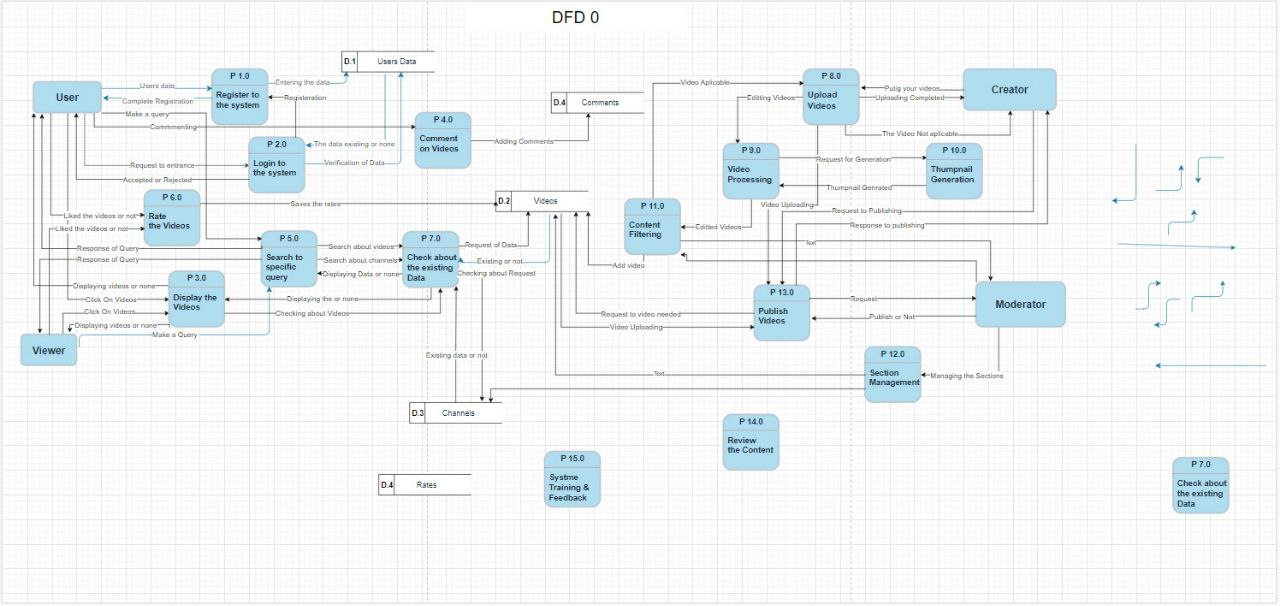 DFD 0
D.1 Users Data
P 1.0
Register to
the system
Users data
Entering the data
Complete Registration
Registeration
User
Make a query
Commmenting
D.4 Comments
P 4.0
Comment
on Videos
Adding Comments
P 2.0
Login to
the system
The data existing or none
Verification of Data
Request to entrance
Accepted or Rejected
P 6.0
Rate
the Videos
Saves the rates
Liked the videos or not
Liked the videos or not
D.2 Videos
P 5.0
Search to
specific
query
Response of Query
Response of Query
Search about videos
Search about channels
Displaying Data or none
P 7.0
Check about
the existing
Data
Request of Data
Existing or not
Checking about Request
P 3.0
Display the
Videos
Displaying videos or none
Click On Videos
Click On Videos
Displaying videos or none
Displaying the or none
Checking about Videos
Make a Query
Viewer
Existing data or not
D.3 Channels
D.4 Rates
P 8.0
Upload
Videos
Video Aplicable
Editiing Videos
Putig your videos
Uploading Completed
The Video Not aplicable
Creator
P 9.0
Video
Processing
Request for Generation
Thumpnail Genrated
P 10.0
Thumpnail
Generation
Video Uploading
Request to Publishing
Response to publishing
P 11.0
Content
Filtering
Editted Videos
Text
Add video
P 13.0
Publish
Videos
Request to video needed
Video Uploading
Request
Publish or Not
Moderator
P 12.0
Section
Management
Text
Managing the Sections
P 14.0
Review
the Content
P 15.0
Systme
Training &
Feedback
P 7.0
Check about
the existing
Data